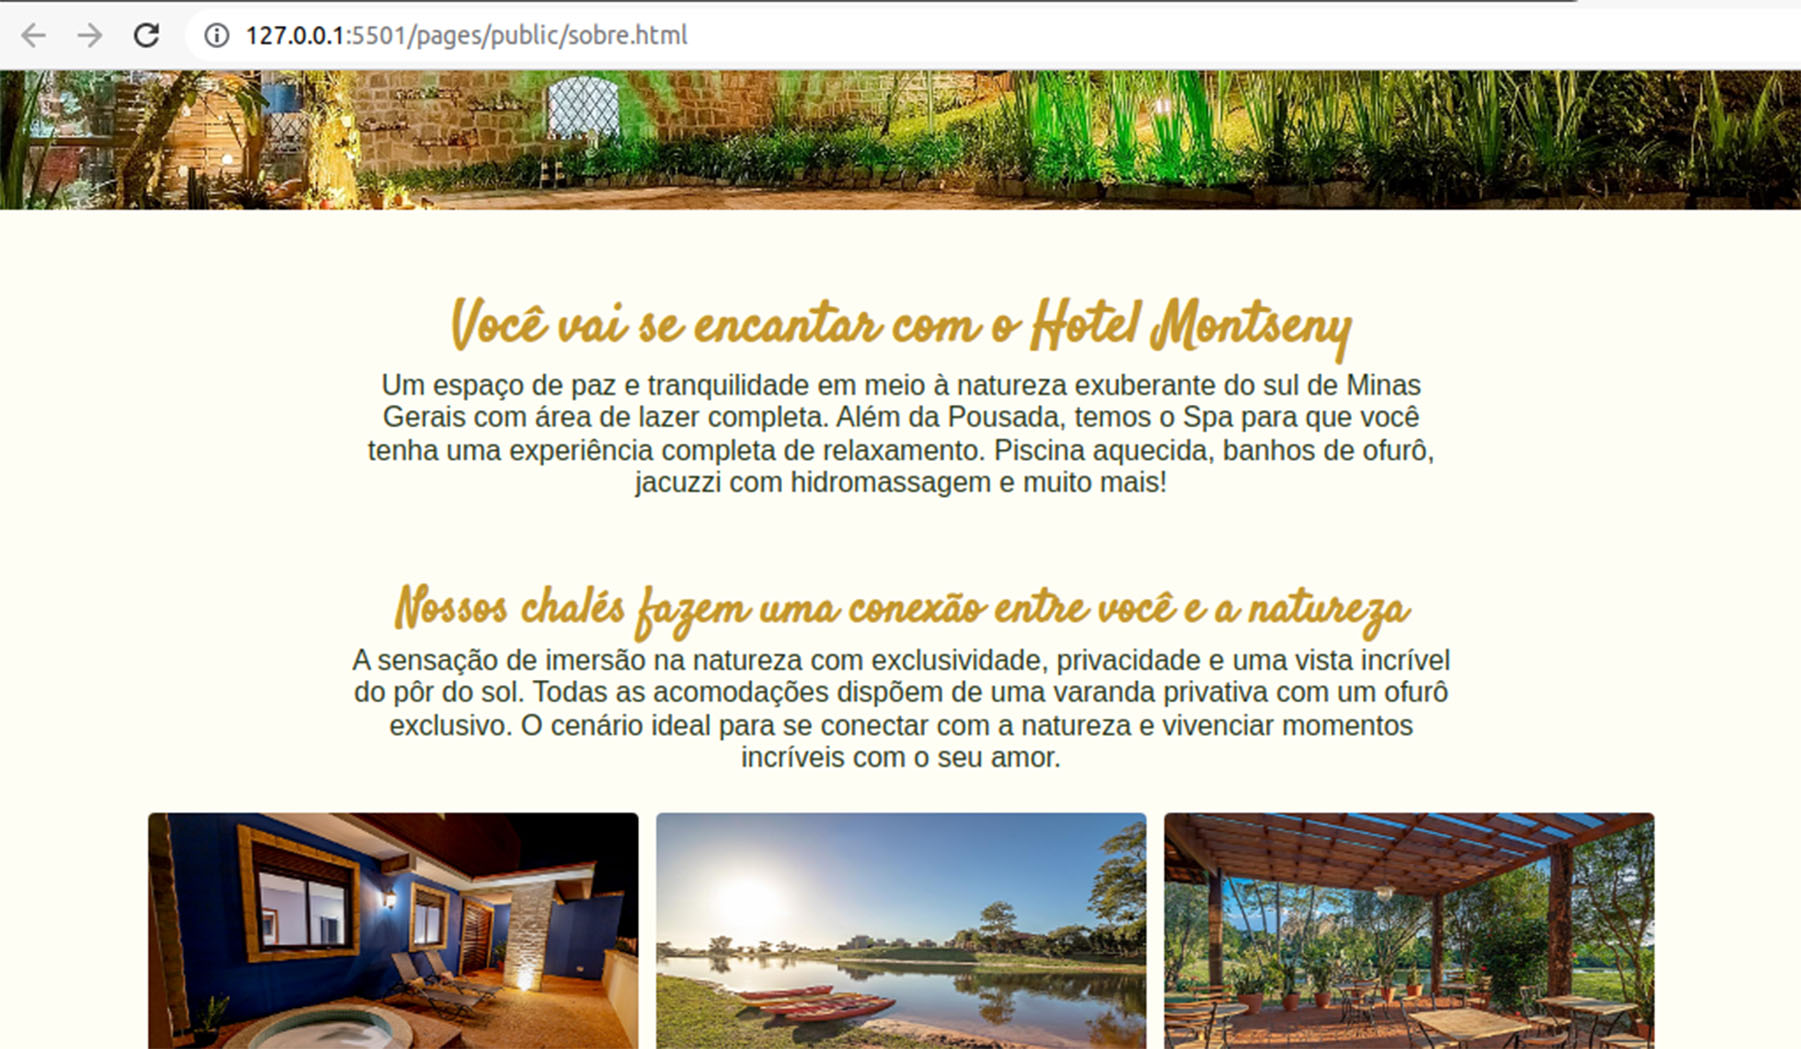 127.0.0.1:5501/pages/public/sobre.html
Você vai se encantar com o Hotel Montseny
Um espaço de paz e tranquilidade em meio à natureza exuberante do sul de Minas
Gerais com área de lazer completa. Além da Pousada, temos o Spa para que você
tenha uma experiência completa de relaxamento. Piscina aquecida, banhos de ofurô,
jacuzzi com hidromassagem e muito mais!
Nossos chalés fazem uma conexão entre você e a natureza
A sensação de imersão na natureza com exclusividade, privacidade e uma vista incrível
do pôr do sol. Todas as acomodações dispõem de uma varanda privativa com um ofurô
exclusivo. O cenário ideal para se conectar com a natureza e vivenciar momentos
incríveis com o seu amor.